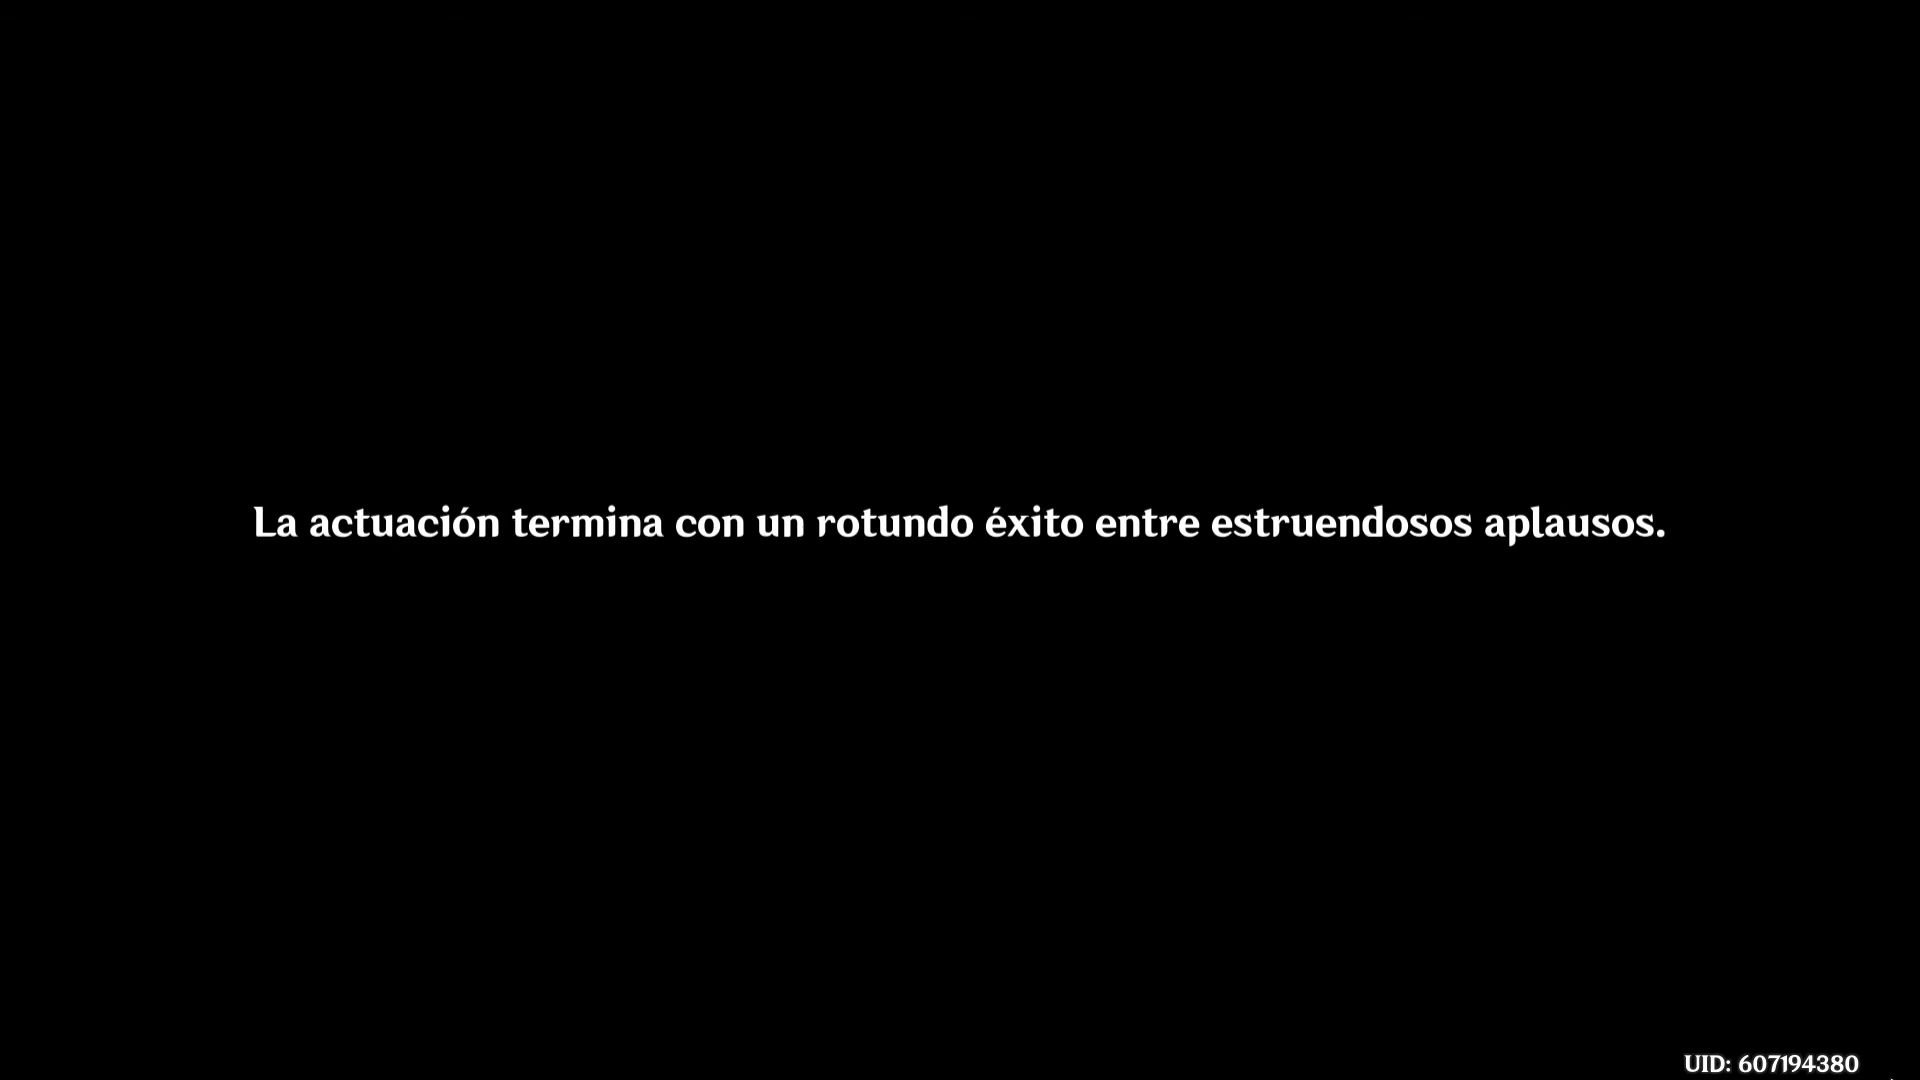 La actuación termina con un rotundo éxito entre estruendosos aplausos.
UID: 607194380